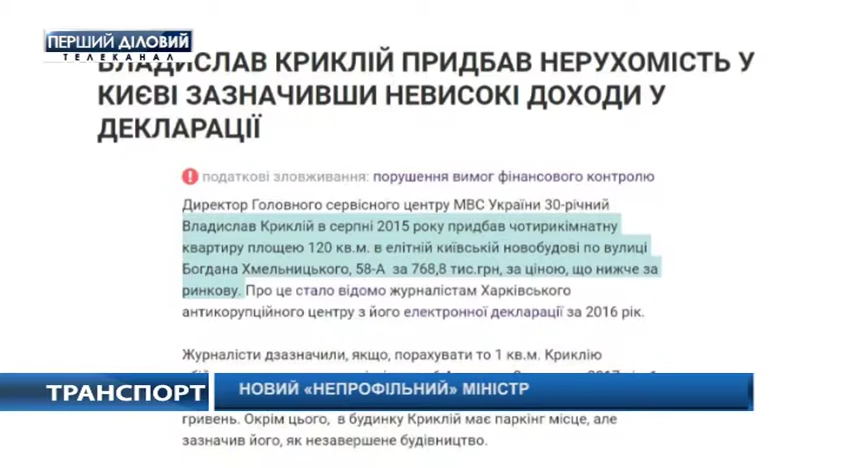 ПЕРШИЙ ДІЛОВИЙ
ТЕЛЕКАНАЛ
ВЛАДИСЛАВ КРИКЛІЙ ПРИДБАВ НЕРУХОМІСТЬ У
КИЄВІ ЗАЗНАЧИВШИ НЕВИСОКІ ДОХОДИ У
ДЕКЛАРАЦІЇ
податкові зловживання: порушення вимог фінансового контролю
Директор Головного сервісного центру МВС України 30-річний
Владислав Криклій в серпні 2015 року придбав чотирикімнатну
квартиру площею 120 кв.м. в елітній київській новобудові по вулиці
Богдана Хмельницького, 58-А за 768,8 тис.грн, за ціною, що нижче за
ринкову. Про це стало відомо журналістам Харківського
антикорупційного центру з його електронної декларації за 2016 рік.
Журналісти дзазначили, якщо, порахувати то 1 кв.м. Криклію
ТРАНСПОРТ
НОВИЙ «НЕПРОФІЛЬНИЙ» МІНІСТР
гривень. Окрім цього, в будинку Криклій має паркінг місце, але
зазначив його, як незавершене будівництво.